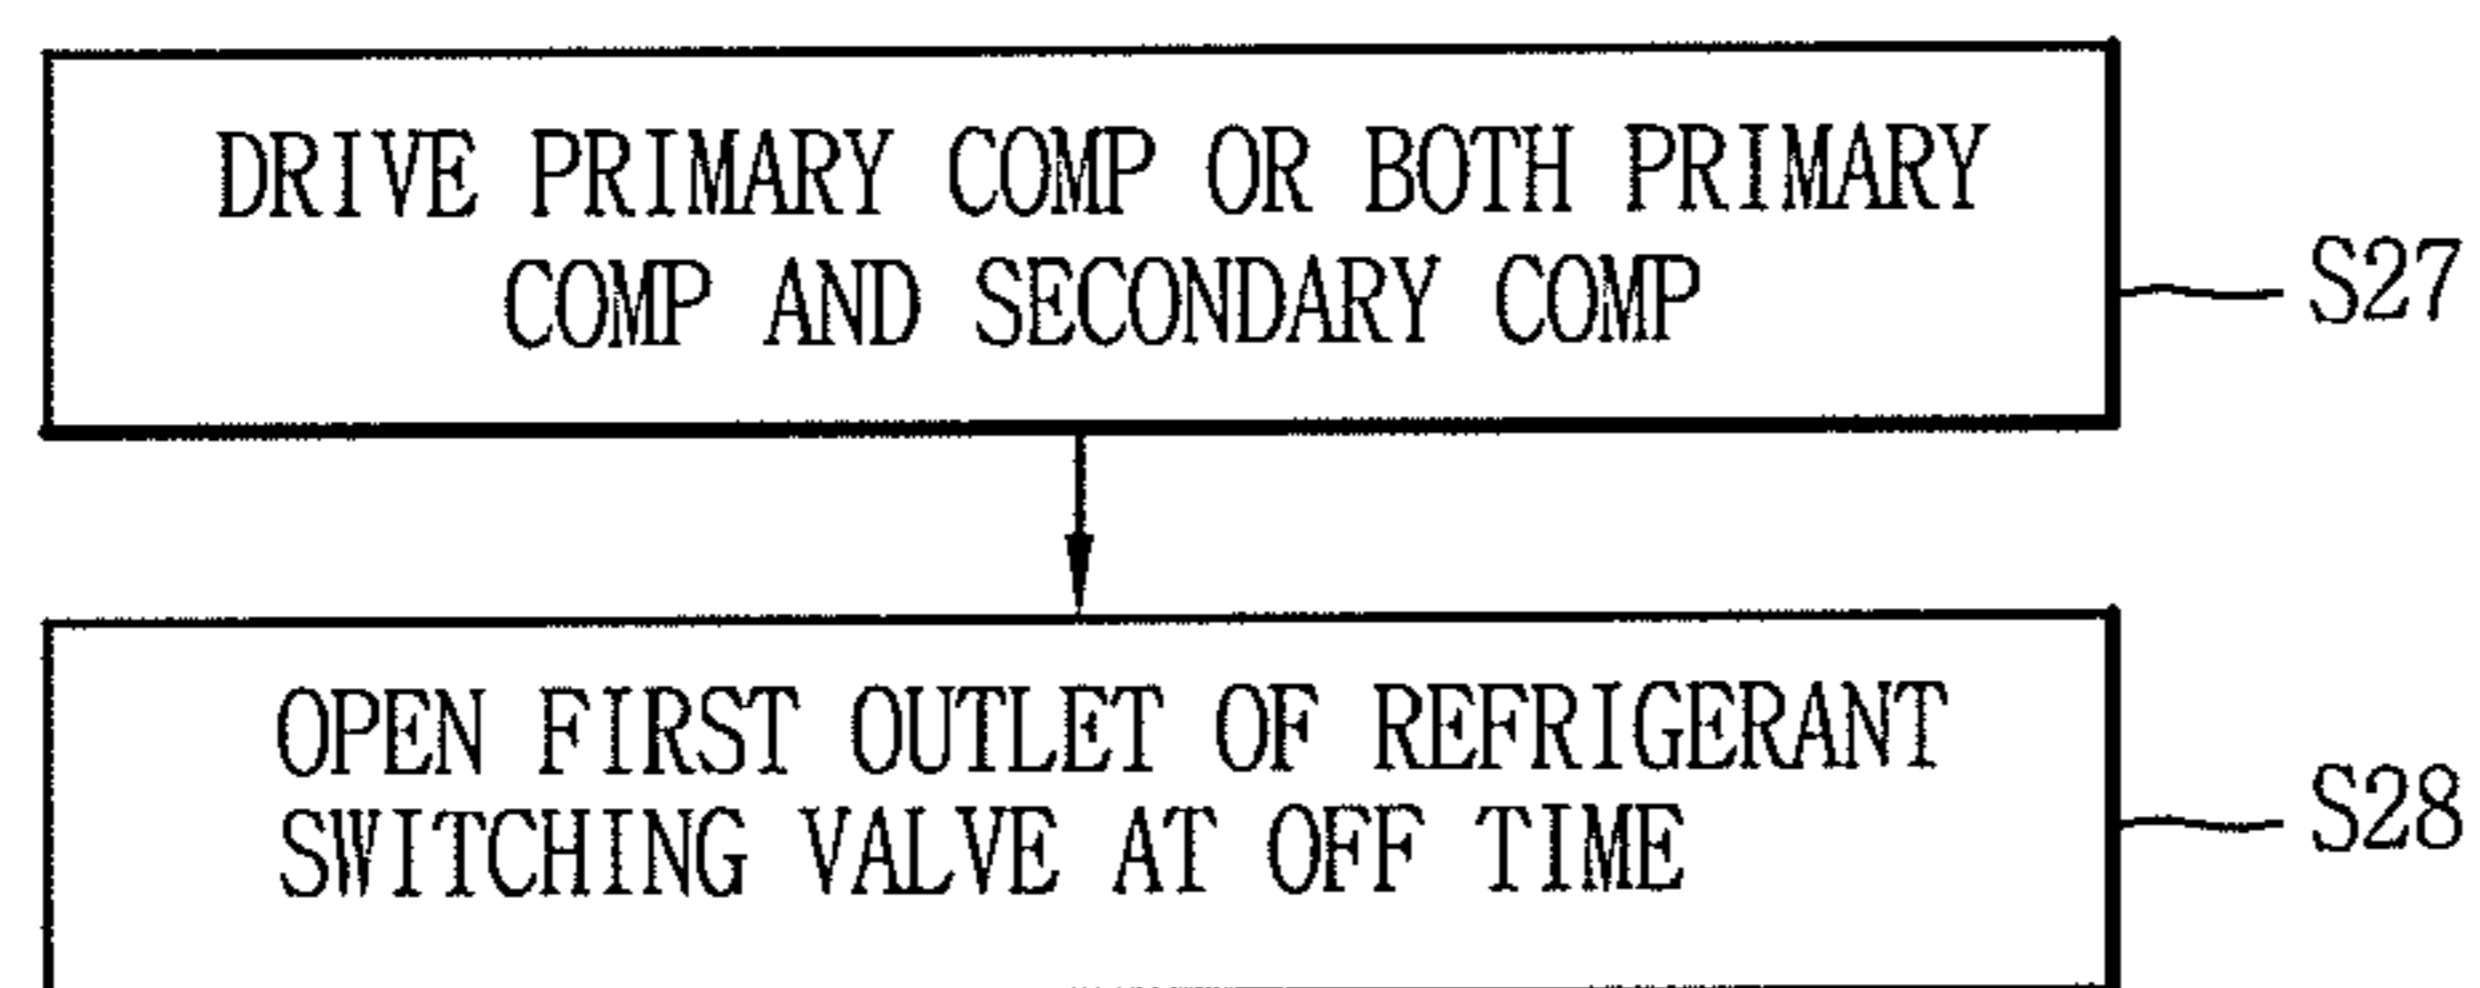 DRIVE PRIMARY COMP OR BOTH PRIMARY
COMP AND SECONDARY COMP
S27
OPEN FIRST OUTLET OF REFRIGERANT
SWITCHING VALVE AT OFF TIME
S28